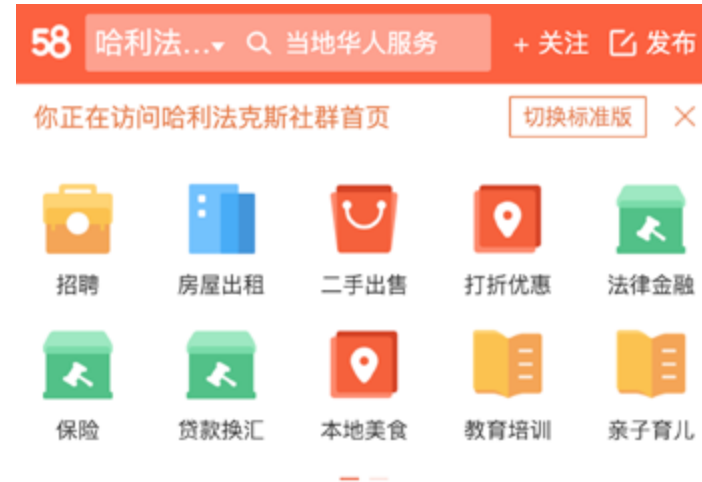 58 哈利法... 当地华人服务 + 关注 发布
你正在访问哈利法克斯社群首页 切换标准版
招聘 房屋出租 二手出售 打折优惠 法律金融
保险 贷款换汇 本地美食 教育培训 亲子育儿